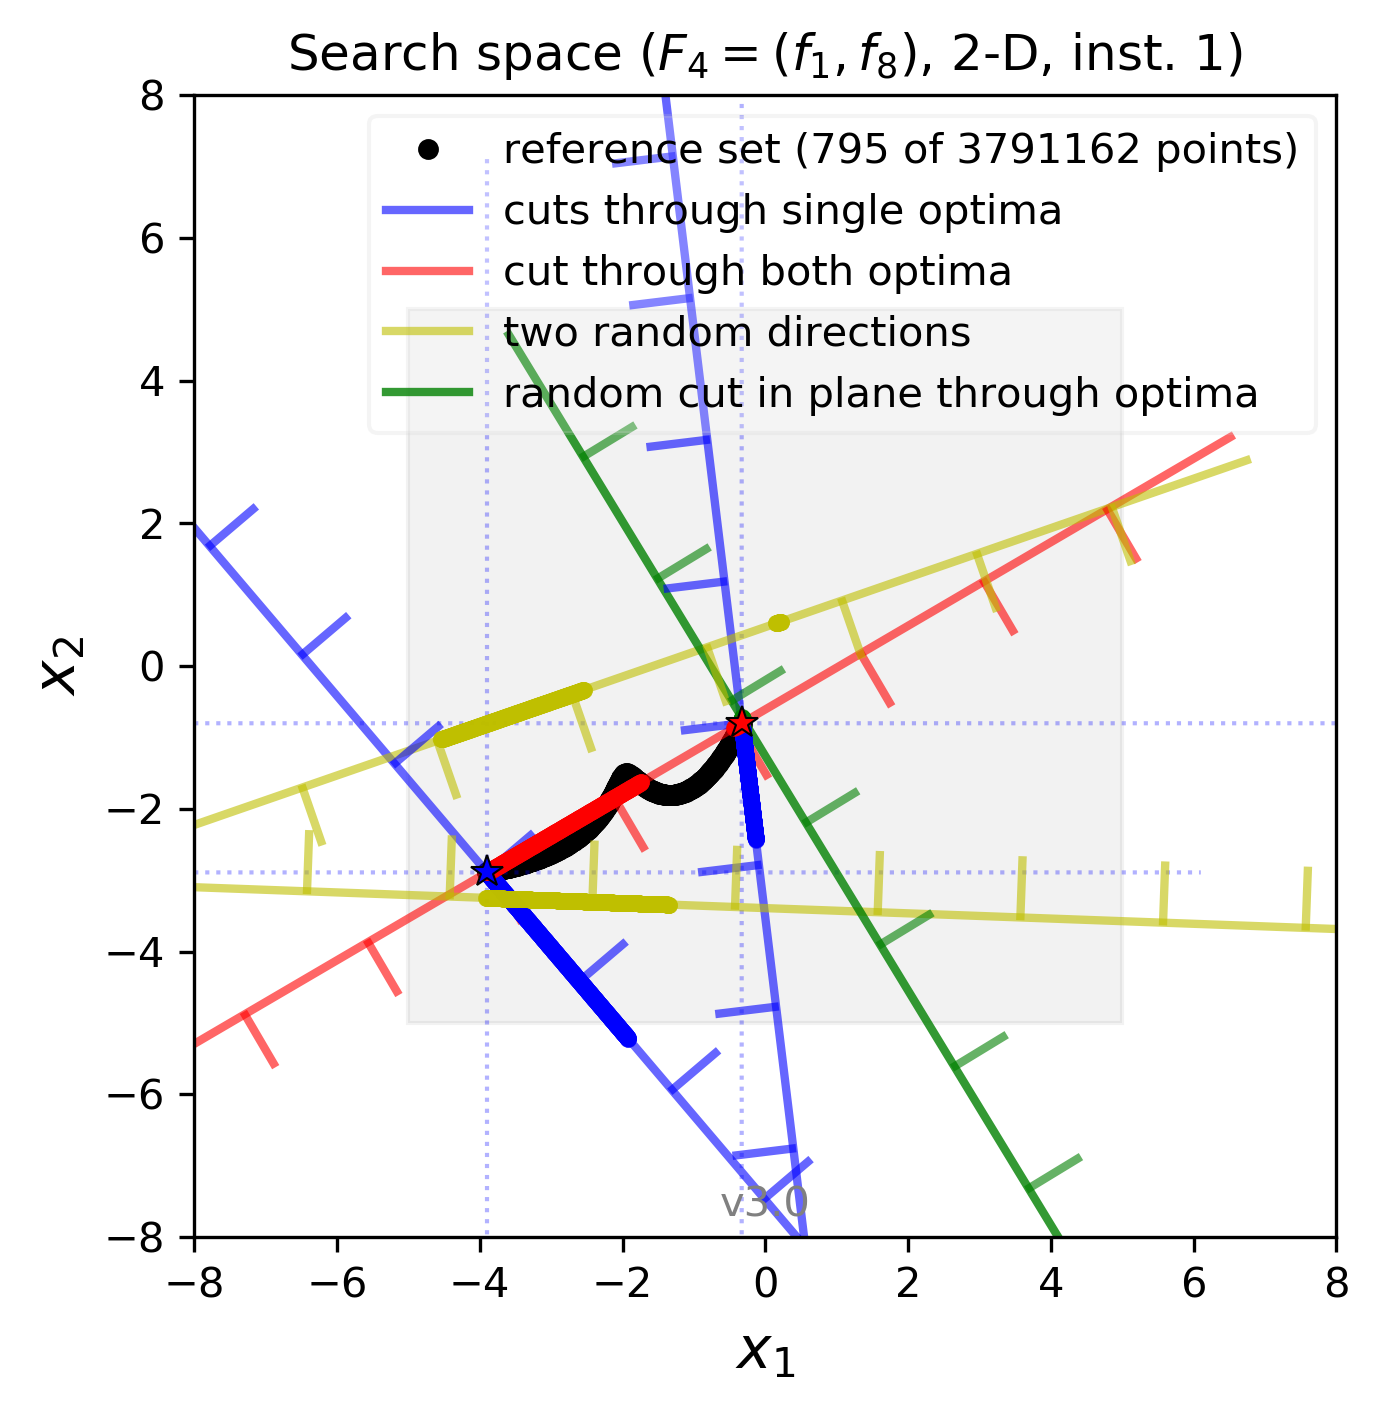 Search space (F₄ = (f₁, f₈), 2-D, inst. 1)
8
6
4
2
0
−2
−4
−6
−8
x₂
reference set (795 of 3791162 points)
cuts through single optima
cut through both optima
two random directions
random cut in plane through optima
v3.0
−8 −6 −4 −2 0 2 4 6 8
x₁